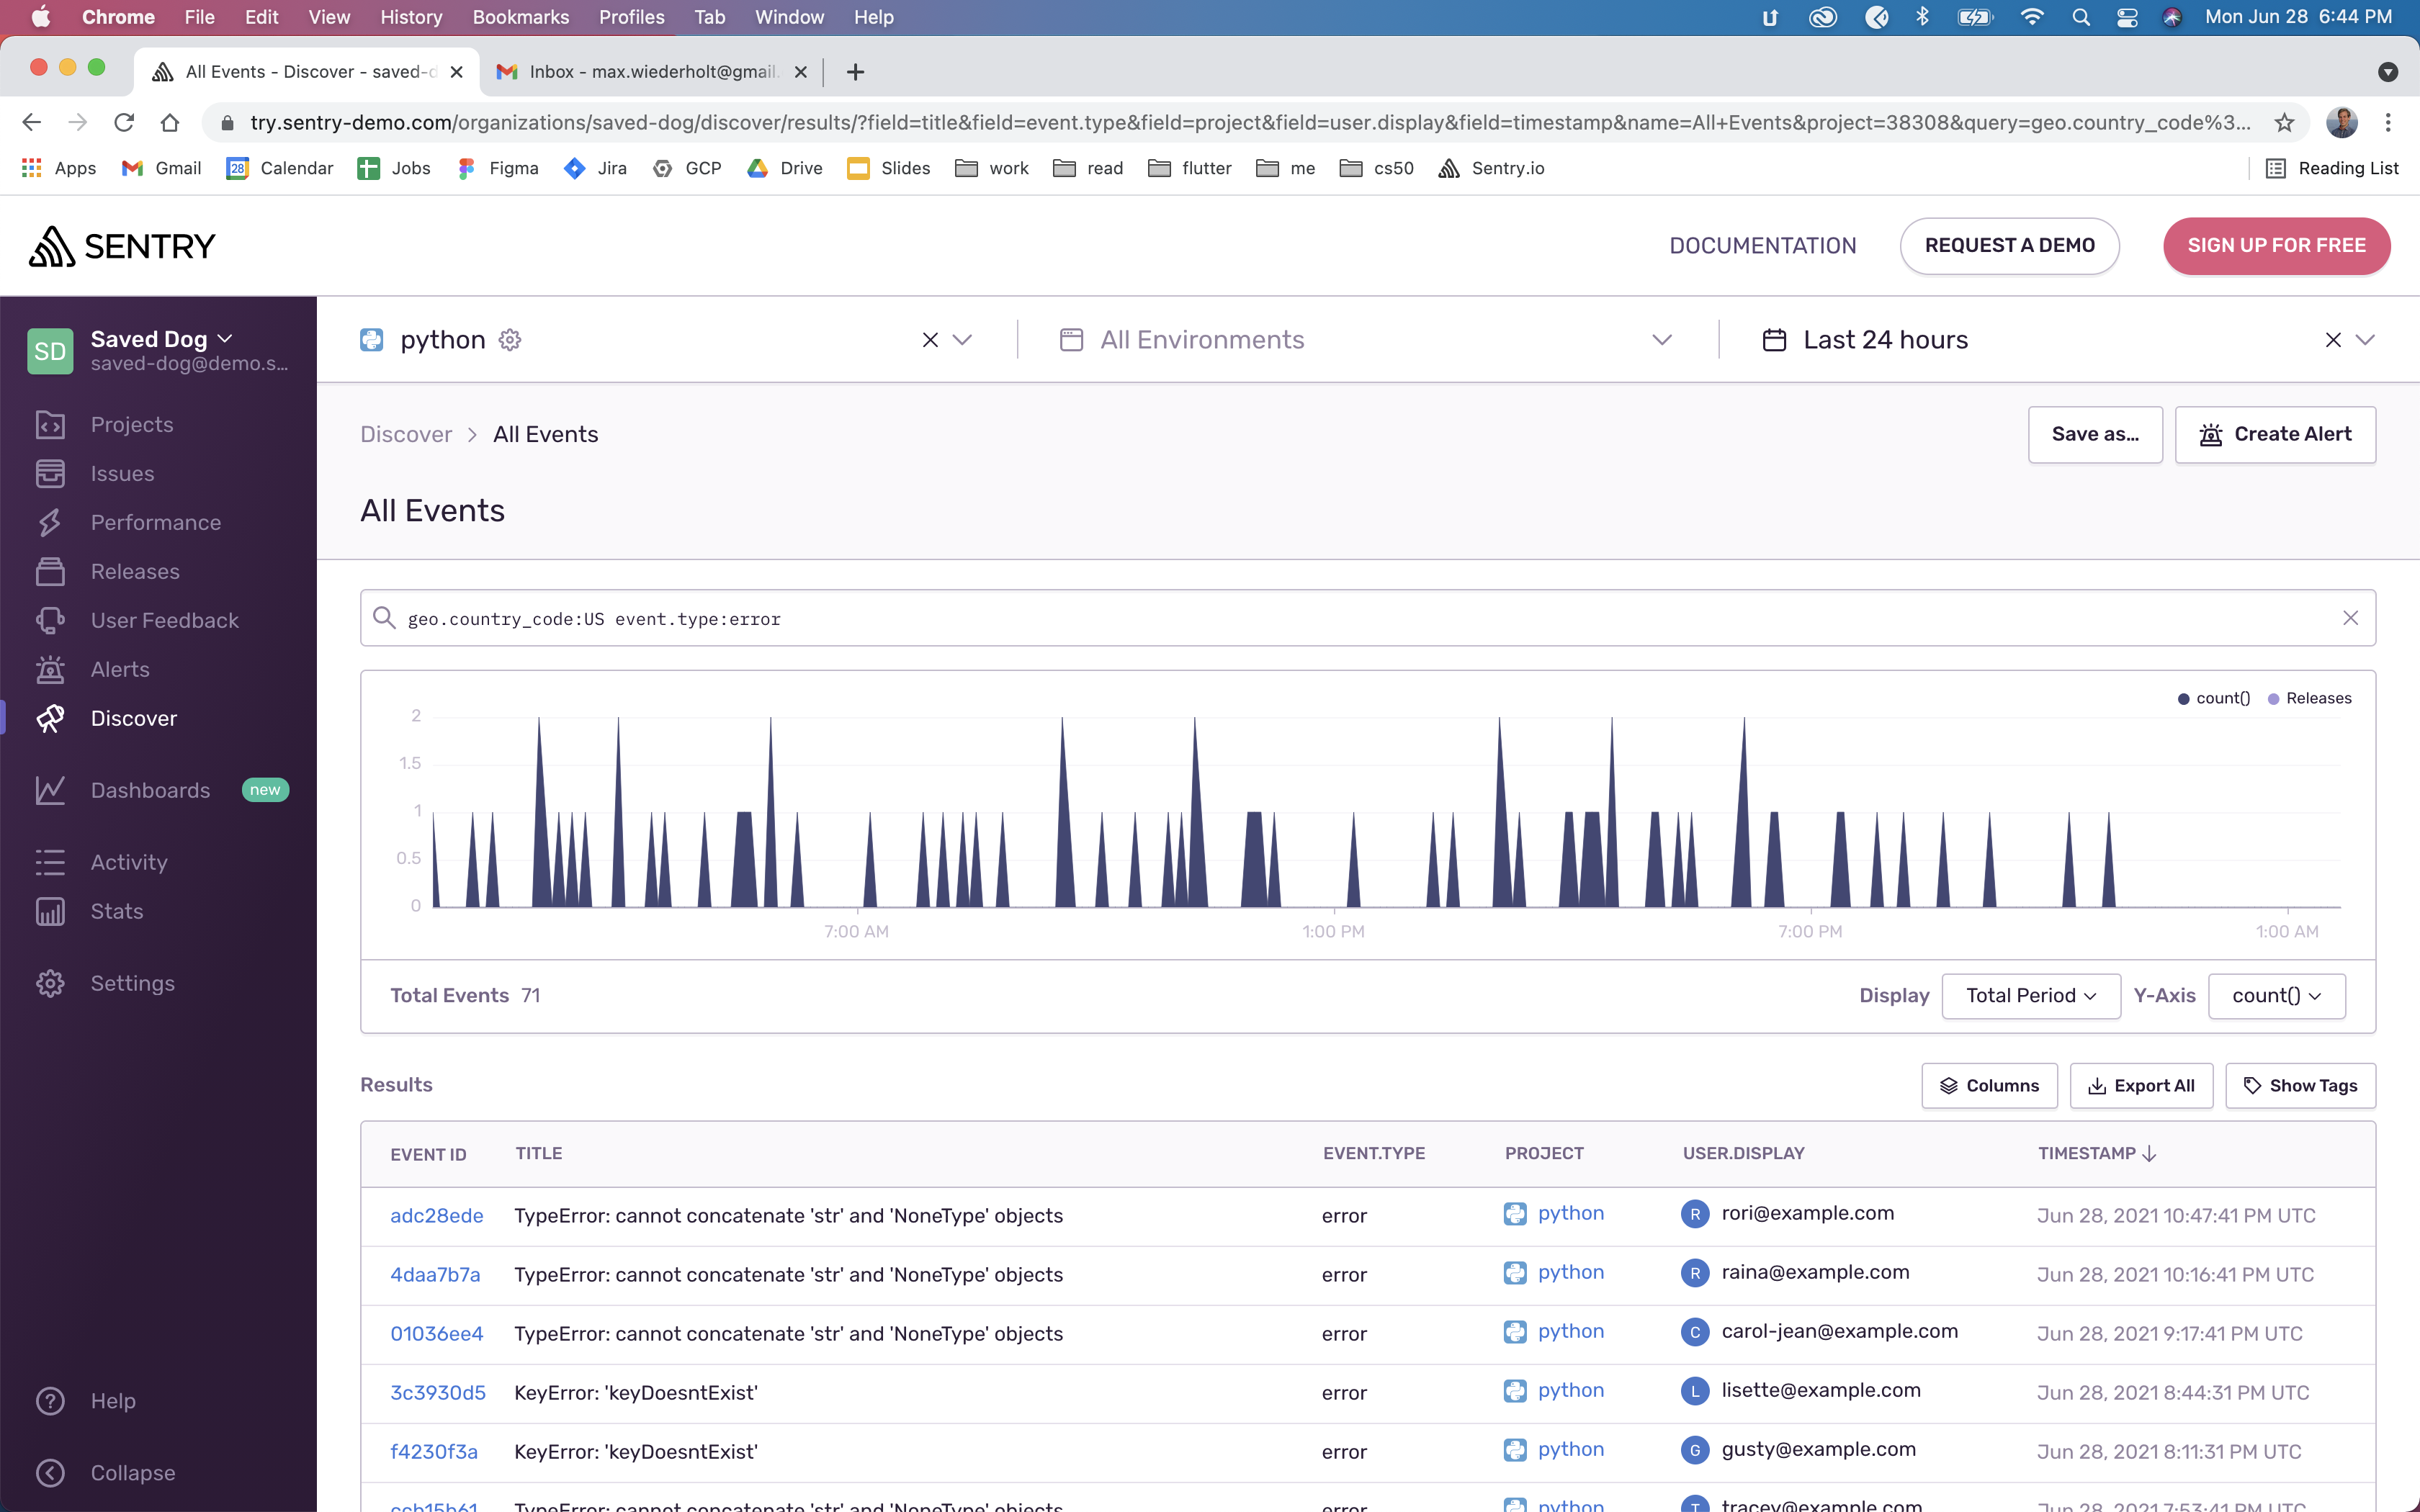 Chrome File Edit View History Bookmarks Profiles Tab Window Help Mon Jun 28 6:44 PM
All Events - Discover - saved-d Inbox - max.wiederholt@gmail.
try.sentry-demo.com/organizations/saved-dog/discover/results/?field=title&field=event.type&field=project&field=user.display&field=timestamp&name=All+Events&project=38308&query=geo.country_code%3...
Apps Gmail 28 Calendar Jobs Figma Jira GCP Drive Slides work read flutter me cs50 Sentry.io Reading List
SENTRY DOCUMENTATION REQUEST A DEMO SIGN UP FOR FREE
SD Saved Dog
saved-dog@demo.s...
Projects
Issues
Performance
Releases
User Feedback
Alerts
Discover
Dashboards new
Activity
Stats
Settings
Help
Collapse
python All Environments Last 24 hours
Discover > All Events Save as... Create Alert
All Events
geo.country_code:US event.type:error
count() Releases
2
1.5
1
0.5
0
7:00 AM 1:00 PM 7:00 PM 1:00 AM
Total Events 71 Display Total Period Y-Axis count()
Results Columns Export All Show Tags
EVENT ID TITLE EVENT.TYPE PROJECT USER.DISPLAY TIMESTAMP
adc28ede TypeError: cannot concatenate 'str' and 'NoneType' objects error python R rori@example.com Jun 28, 2021 10:47:41 PM UTC
4daa7b7a TypeError: cannot concatenate 'str' and 'NoneType' objects error python R raina@example.com Jun 28, 2021 10:16:41 PM UTC
01036ee4 TypeError: cannot concatenate 'str' and 'NoneType' objects error python C carol-jean@example.com Jun 28, 2021 9:17:41 PM UTC
3c3930d5 KeyError: 'keyDoesntExist' error python L lisette@example.com Jun 28, 2021 8:44:31 PM UTC
f4230f3a KeyError: 'keyDoesntExist' error python G gusty@example.com Jun 28, 2021 8:11:31 PM UTC
ccb15b61 TypeError: cannot concatenate 'str' and 'NoneType' objects error python T tracey@example.com Jun 28, 2021 7:53:41 PM UTC